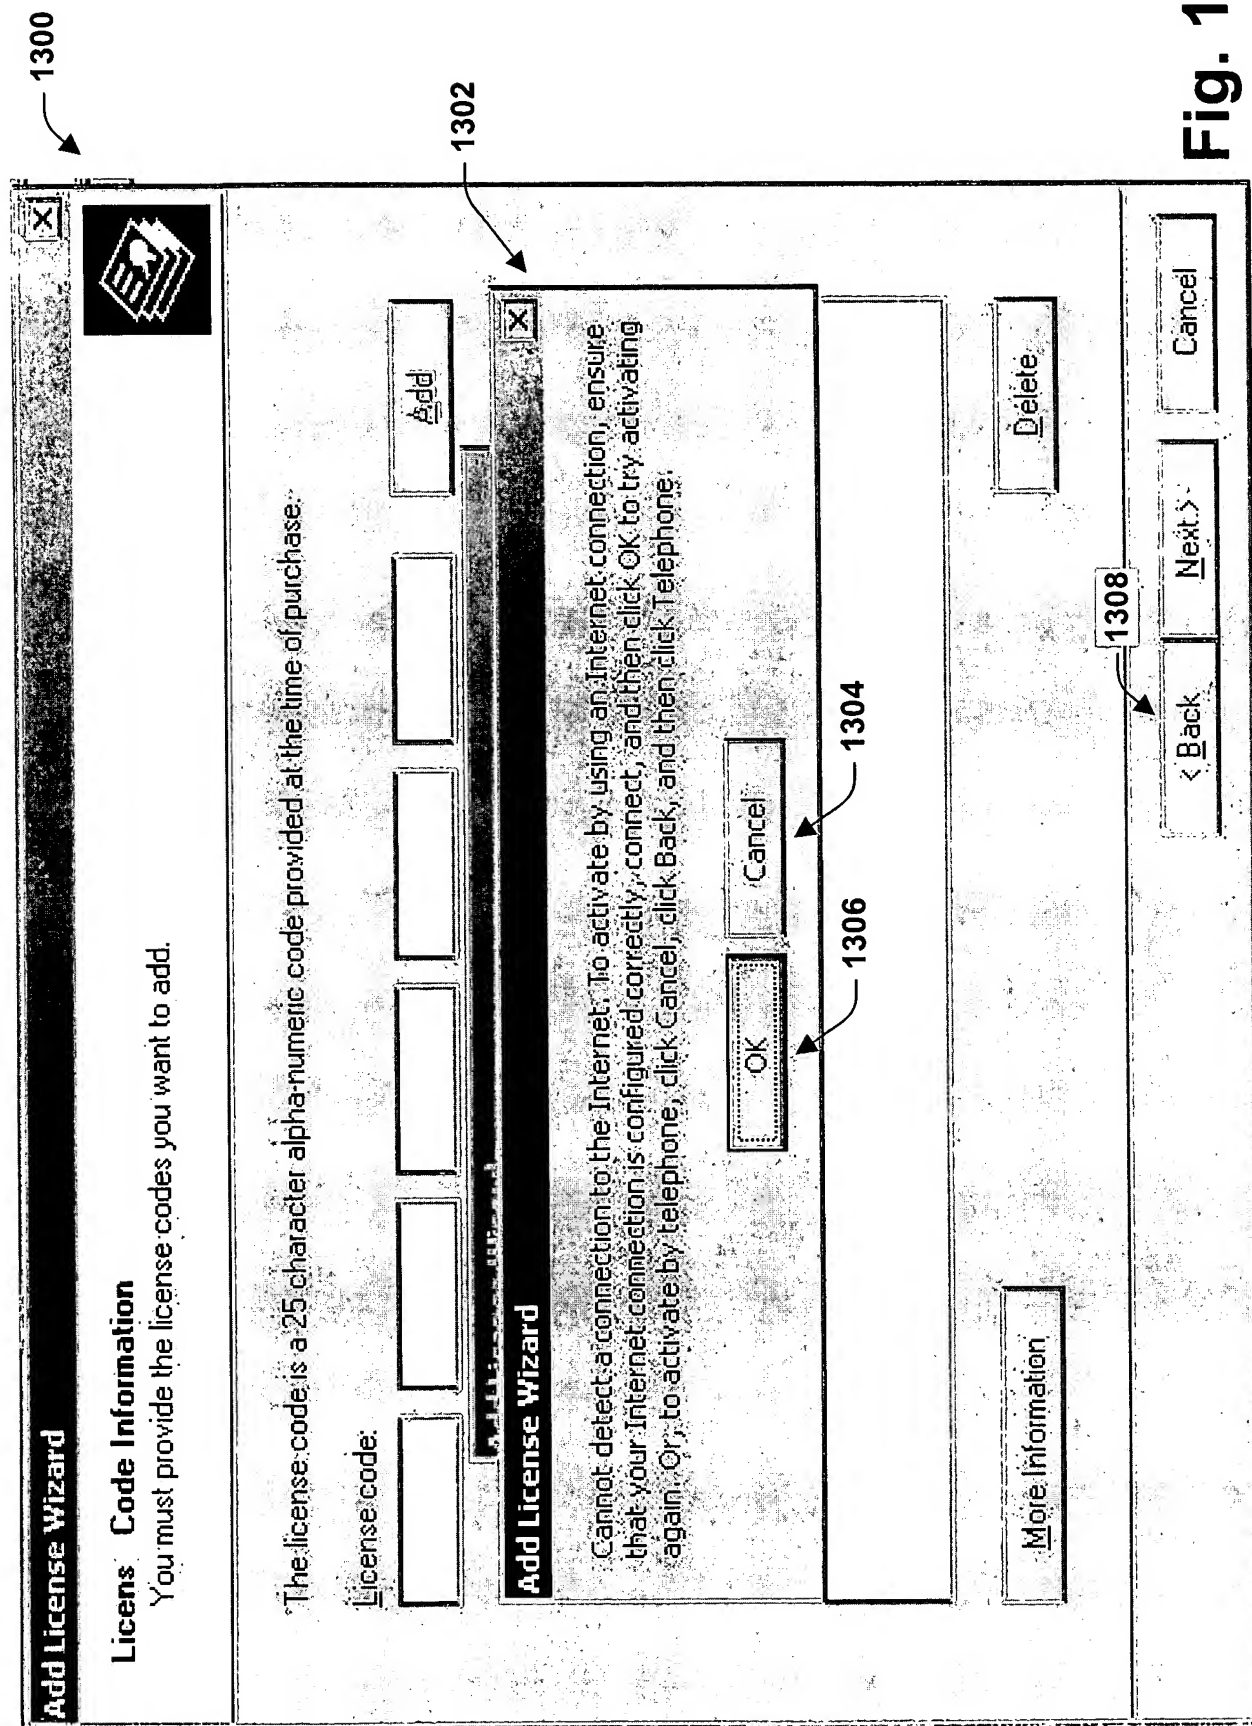 1300
Add License Wizard
X
Licens Code Information
You must provide the license codes you want to add.
The license code is a 25 character alpha-numeric code provided at the time of purchase.
License code:
Add
1302
Add License Wizard
X
Cannot detect a connection to the Internet. To activate by using an Internet connection, ensure
that your Internet connection is configured correctly, connect, and then click OK to try activating
again. Or, to activate by telephone, click Cancel, click Back, and then click Telephone.
OK
Cancel
1306
1304
More Information
Delete
1308
< Back
Next >
Cancel
Fig. 1